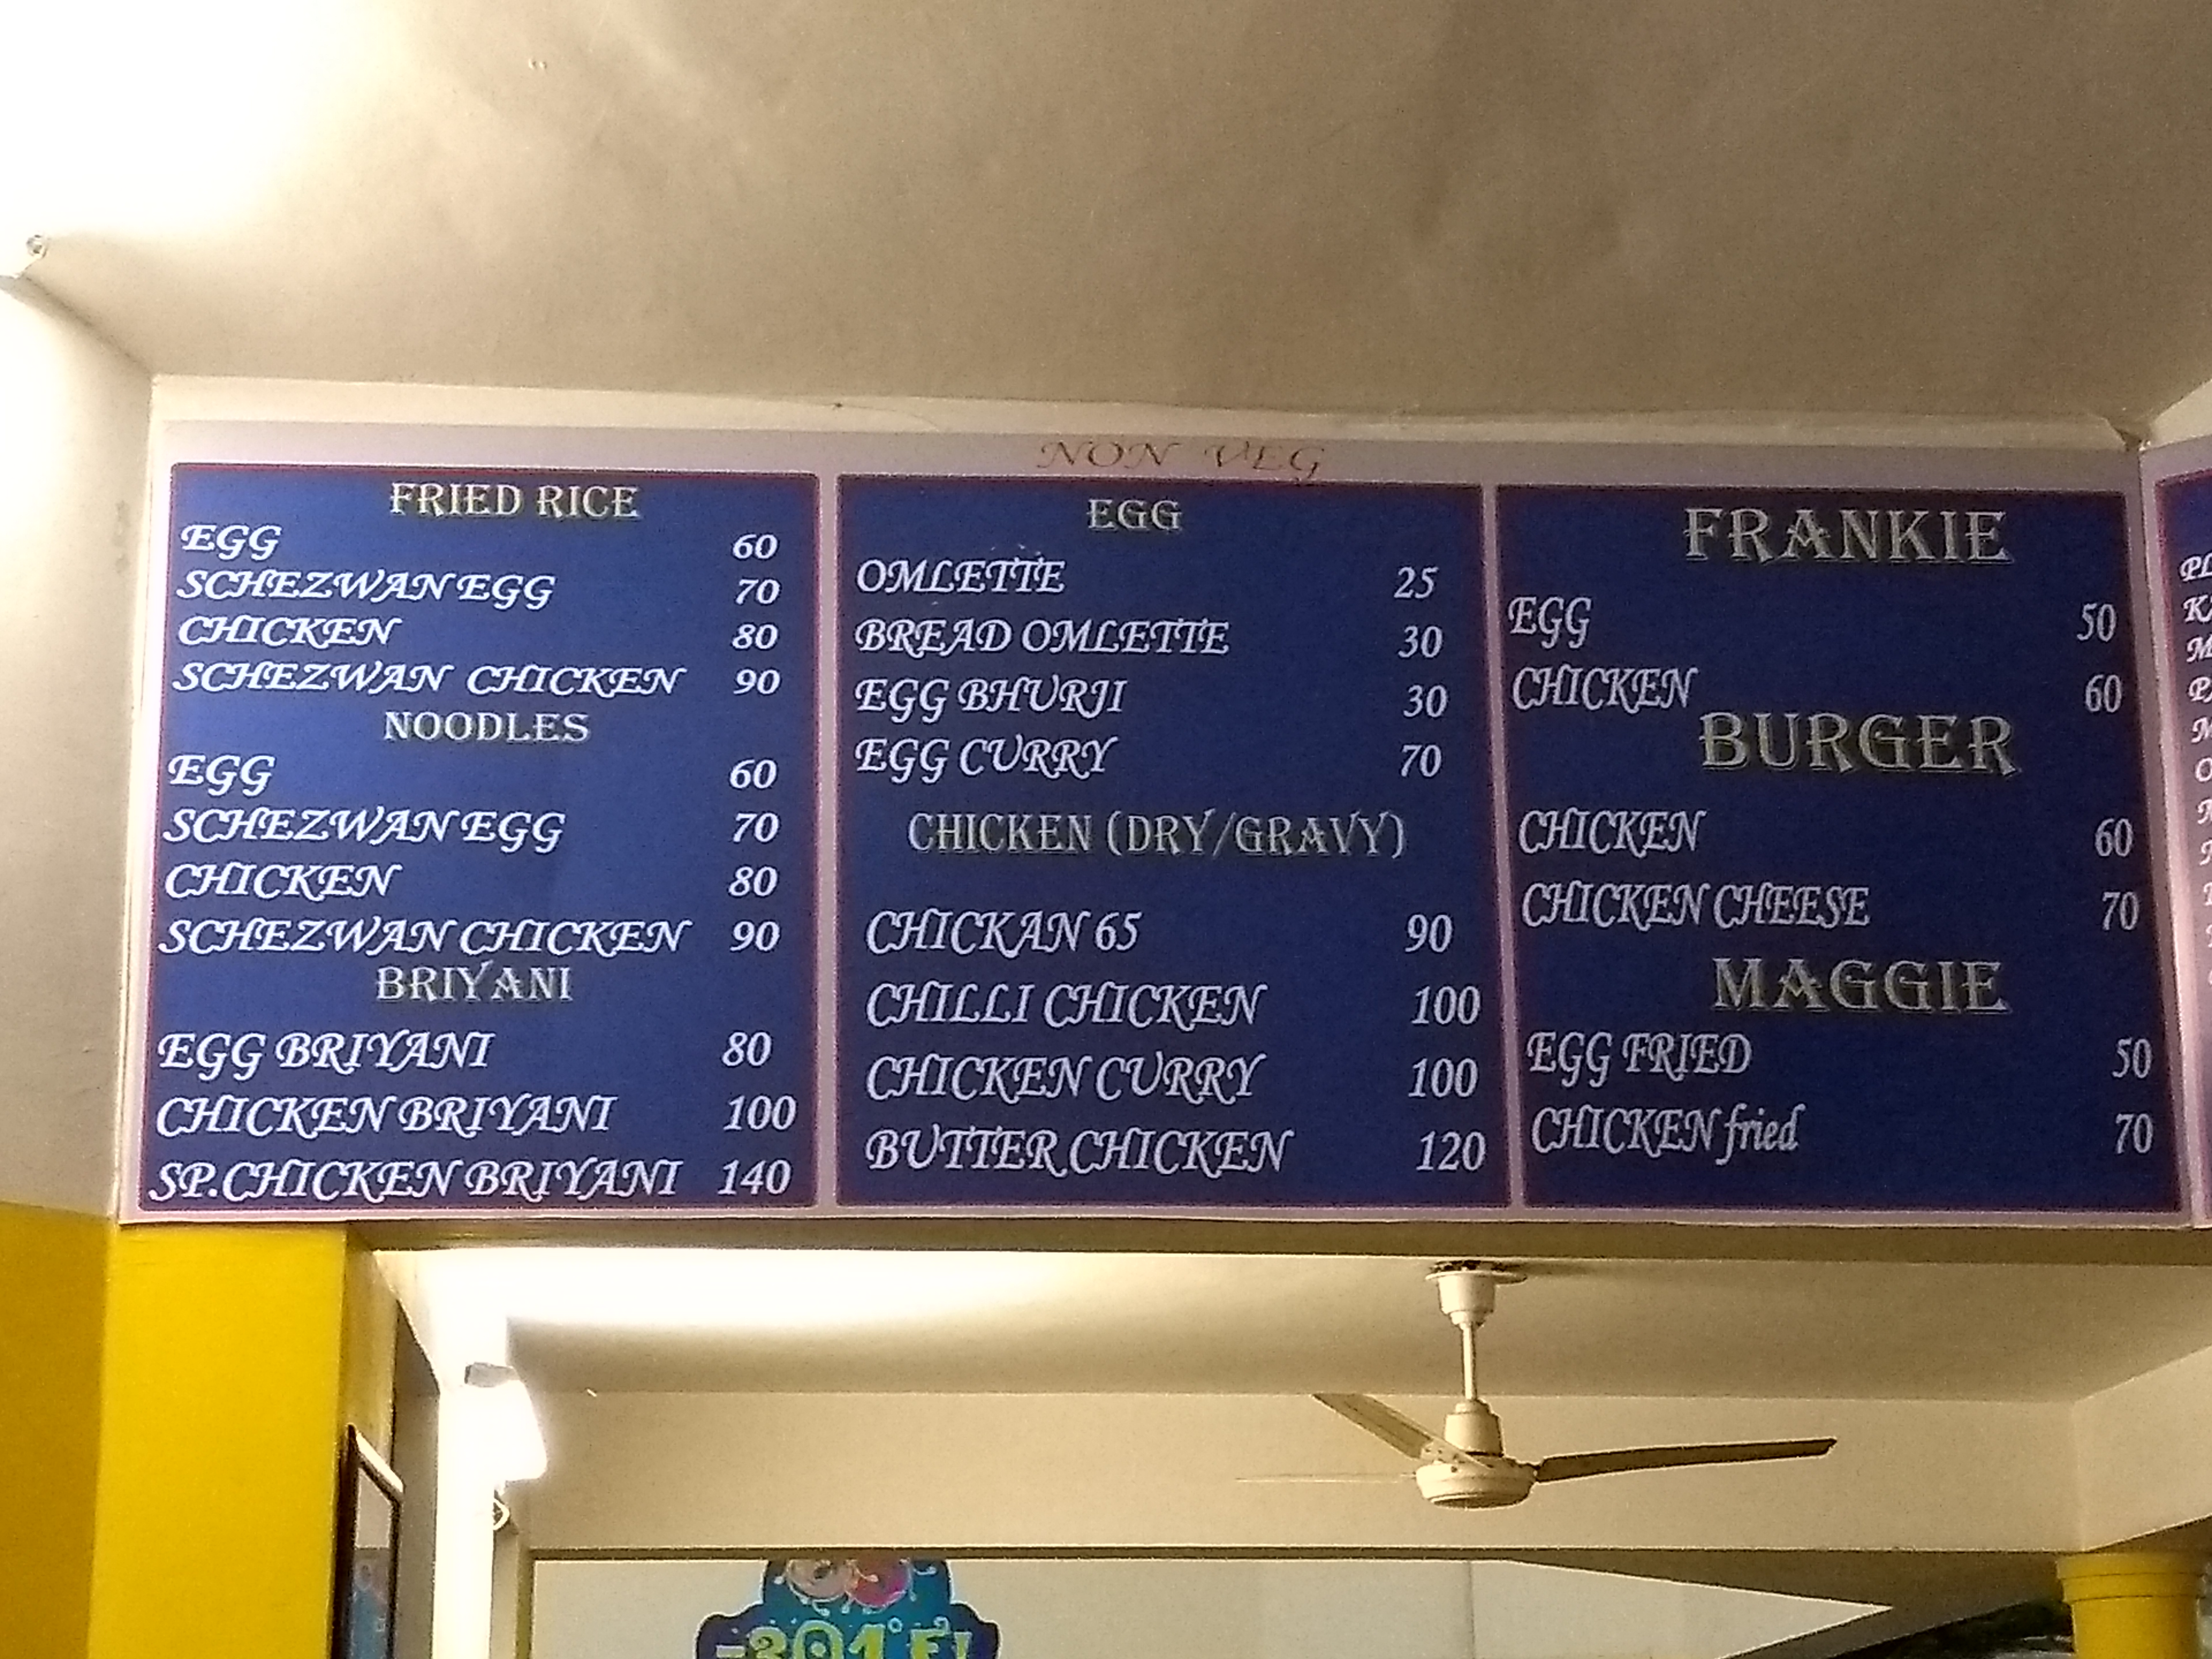 NON VEG
FRIED RICE
EGG 60
SCHEZWAN EGG 70
CHICKEN 80
SCHEZWAN CHICKEN 90
NOODLES
EGG 60
SCHEZWAN EGG 70
CHICKEN 80
SCHEZWAN CHICKEN 90
BRIYANI
EGG BRIYANI 80
CHICKEN BRIYANI 100
SP.CHICKEN BRIYANI 140
EGG
OMLETTE 25
BREAD OMLETTE 30
EGG BHURJI 30
EGG CURRY 70
CHICKEN (DRY/GRAVY)
CHICKAN 65 90
CHILLI CHICKEN 100
CHICKEN CURRY 100
BUTTER CHICKEN 120
FRANKIE
EGG 50
CHICKEN 60
BURGER
CHICKEN 60
CHICKEN CHEESE 70
MAGGIE
EGG FRIED 50
CHICKEN fried 70